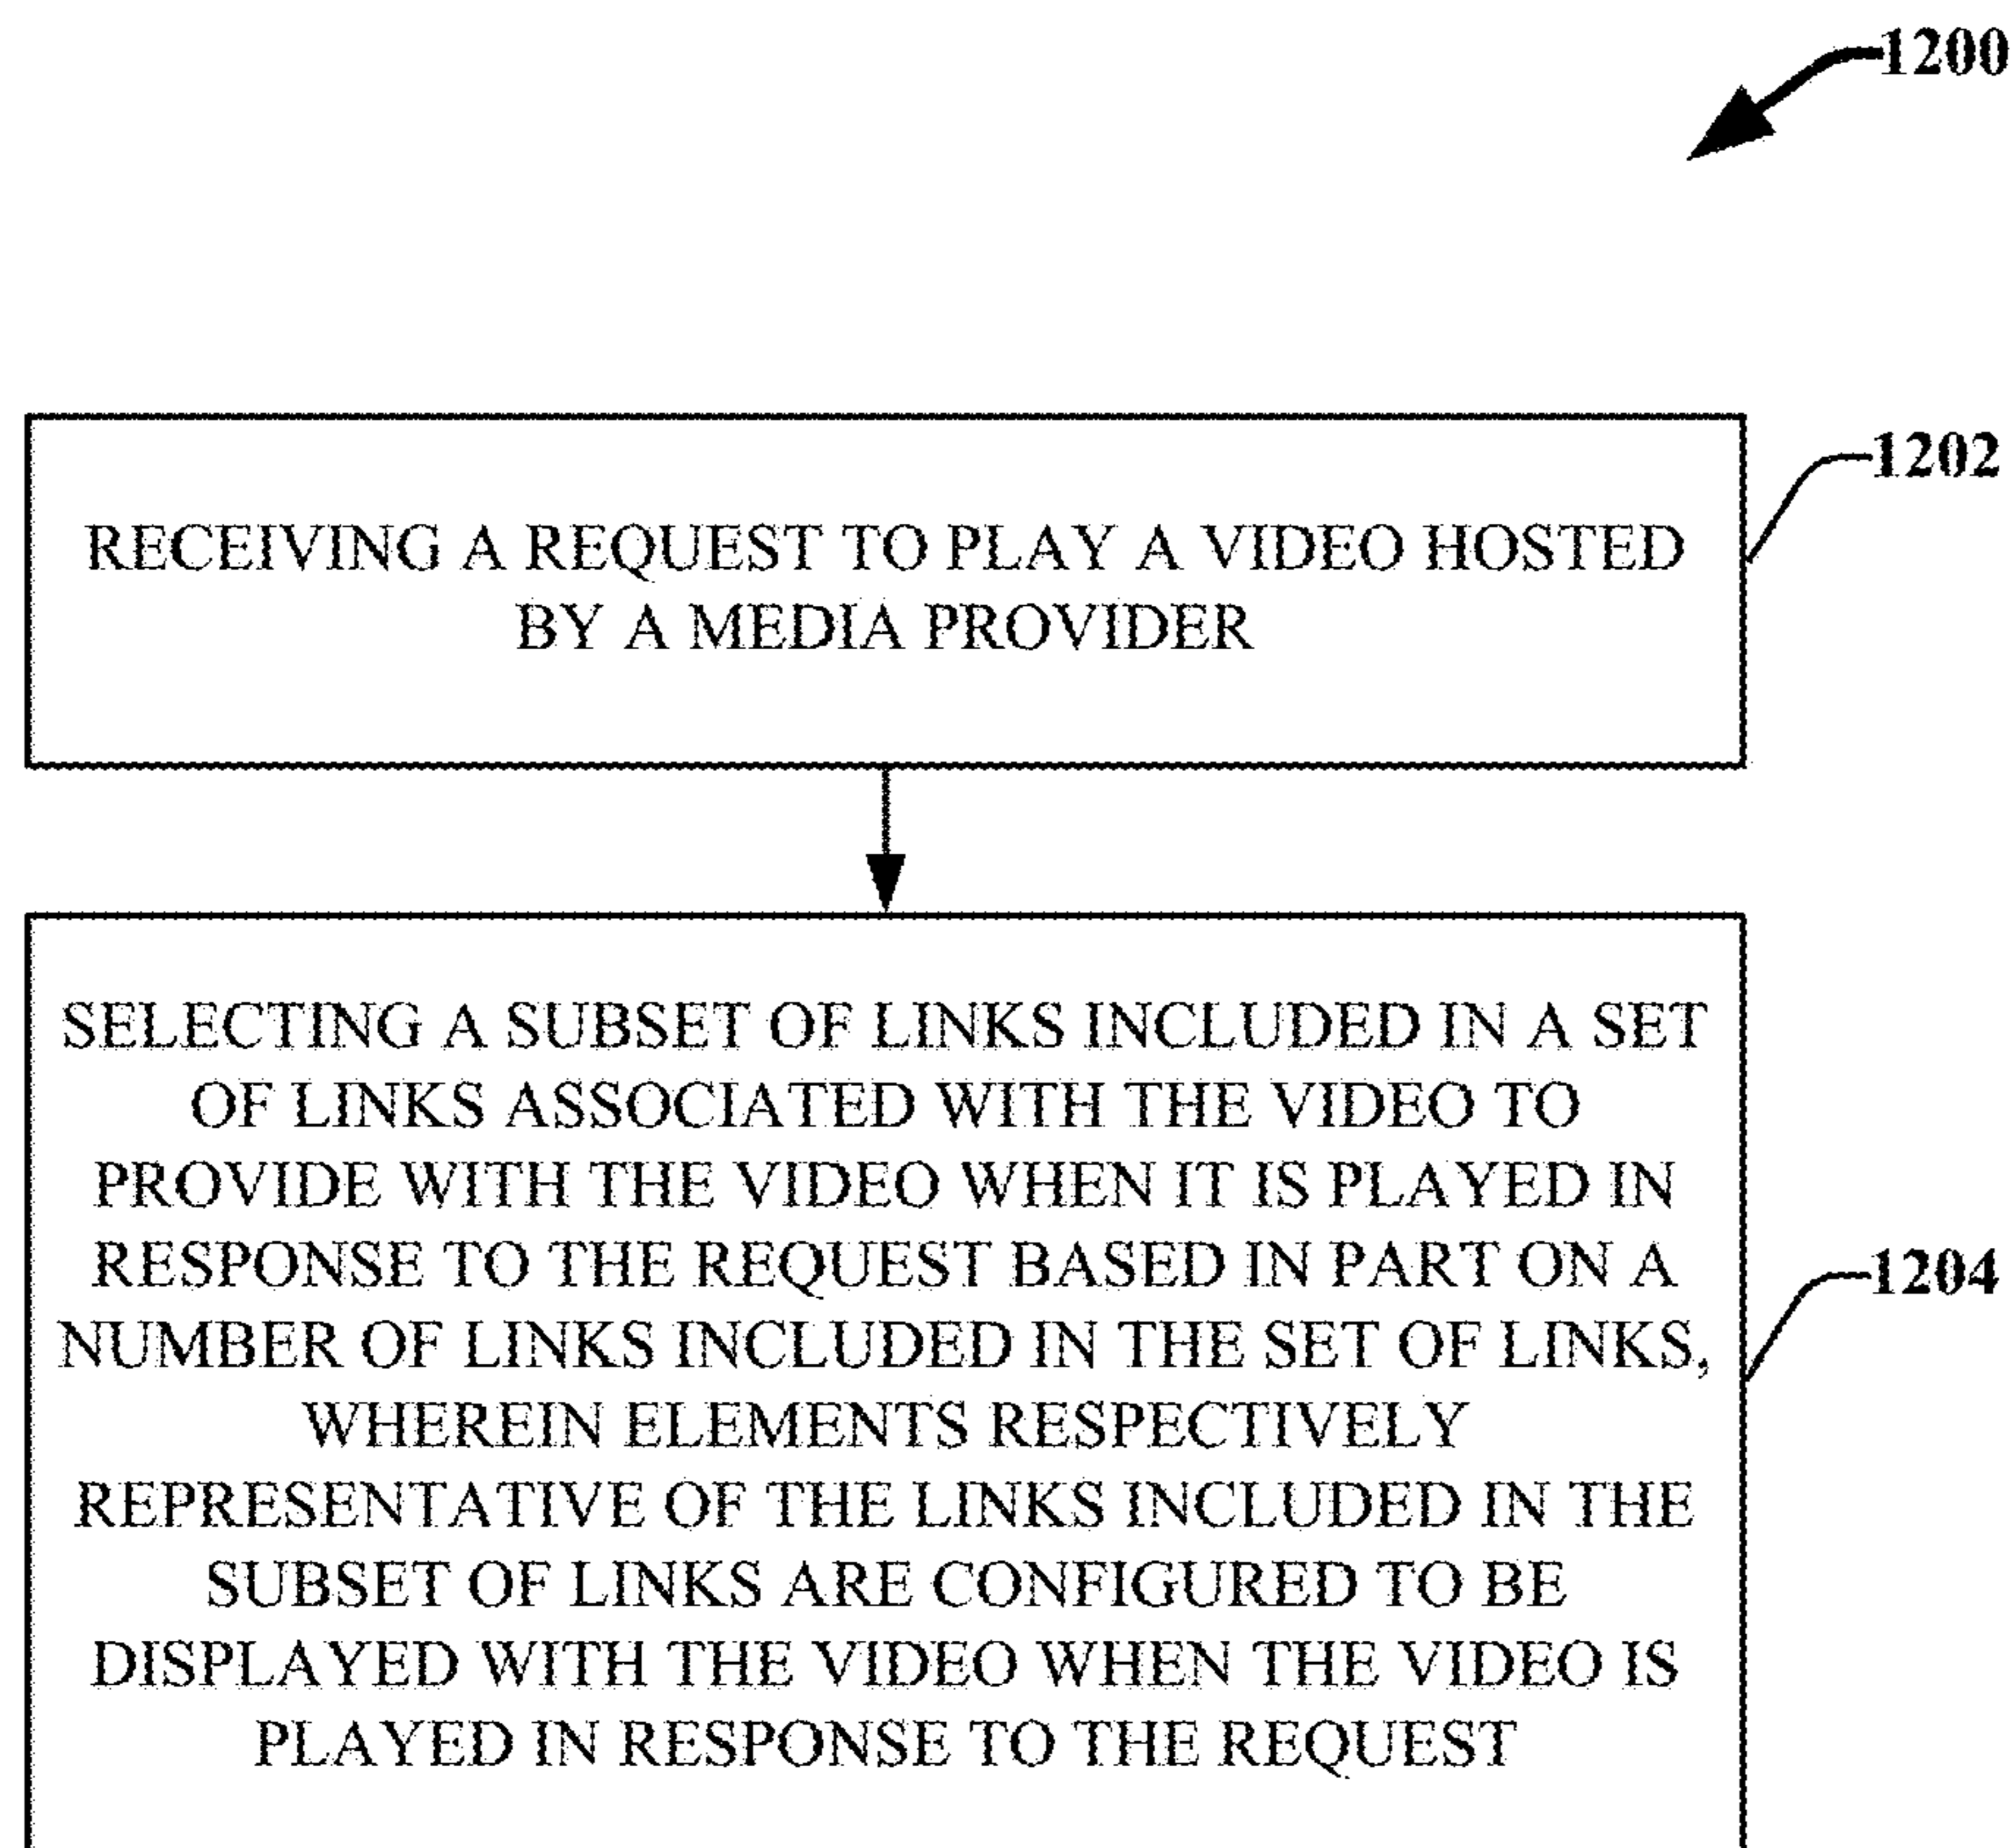 1200
RECEIVING A REQUEST TO PLAY A VIDEO HOSTED
BY A MEDIA PROVIDER
1202
SELECTING A SUBSET OF LINKS INCLUDED IN A SET
OF LINKS ASSOCIATED WITH THE VIDEO TO
PROVIDE WITH THE VIDEO WHEN IT IS PLAYED IN
RESPONSE TO THE REQUEST BASED IN PART ON A
NUMBER OF LINKS INCLUDED IN THE SET OF LINKS,
WHEREIN ELEMENTS RESPECTIVELY
REPRESENTATIVE OF THE LINKS INCLUDED IN THE
SUBSET OF LINKS ARE CONFIGURED TO BE
DISPLAYED WITH THE VIDEO WHEN THE VIDEO IS
PLAYED IN RESPONSE TO THE REQUEST
1204